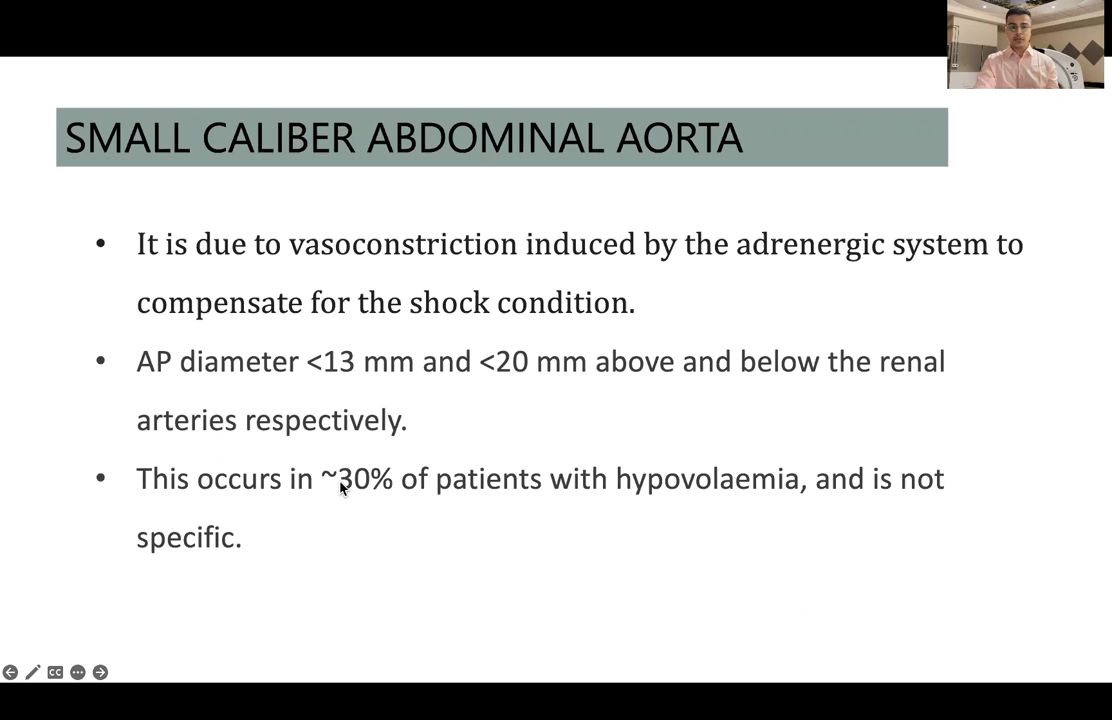 SMALL CALIBER ABDOMINAL AORTA
• It is due to vasoconstriction induced by the adrenergic system to
compensate for the shock condition.
• AP diameter <13 mm and <20 mm above and below the renal
arteries respectively.
• This occurs in ~30% of patients with hypovolaemia, and is not
specific.
CC